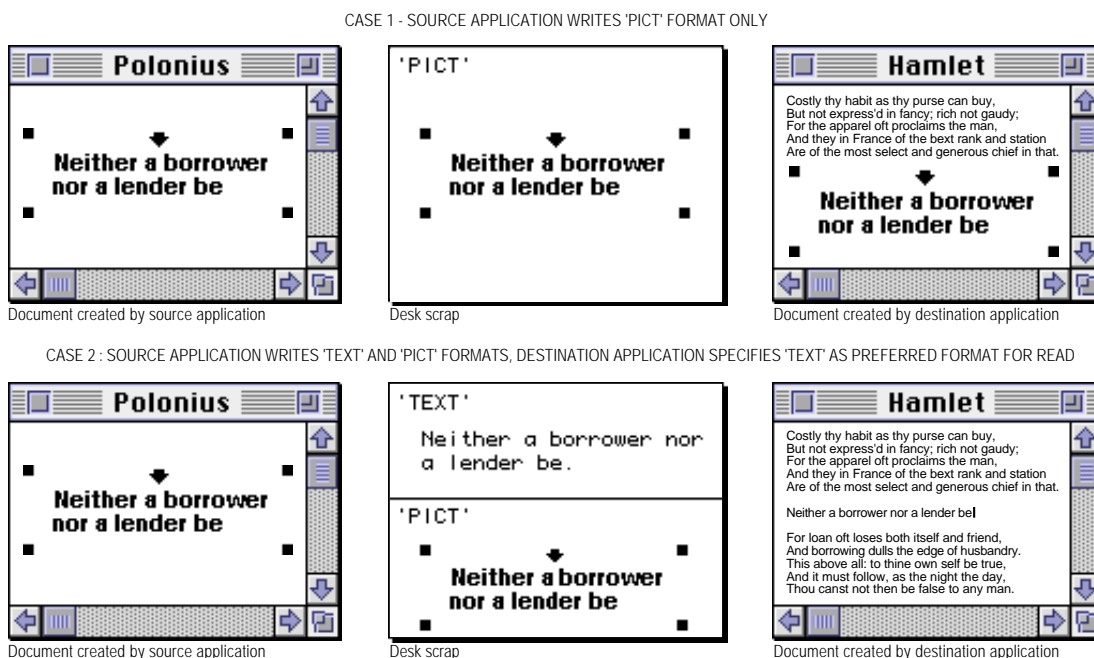 CASE 1 - SOURCE APPLICATION WRITES 'PICT' FORMAT ONLY
Polonius
Neither a borrower
nor a lender be
Document created by source application
'PICT'
Neither a borrower
nor a lender be
Desk scrap
Hamlet
Costly thy habit as thy purse can buy,
But not express'd in fancy; rich not gaudy;
For the apparel oft proclaims the man,
And they in France of the bext rank and station
Are of the most select and generous chief in that.
Neither a borrower
nor a lender be
Document created by destination application
CASE 2 : SOURCE APPLICATION WRITES 'TEXT' AND 'PICT' FORMATS, DESTINATION APPLICATION SPECIFIES 'TEXT' AS PREFERRED FORMAT FOR READ
Polonius
Neither a borrower
nor a lender be
Document created by source application
'TEXT'
Neither a borrower nor
a lender be.
'PICT'
Neither a borrower
nor a lender be
Desk scrap
Hamlet
Costly thy habit as thy purse can buy,
But not express'd in fancy; rich not gaudy;
For the apparel oft proclaims the man,
And they in France of the bext rank and station
Are of the most select and generous chief in that.
Neither a borrower nor a lender be
For loan oft loses both itself and friend,
And borrowing dulls the edge of husbandry.
This above all: to thine own self be true,
And it must follow, as the night the day,
Thou canst not then be false to any man.
Document created by destination application